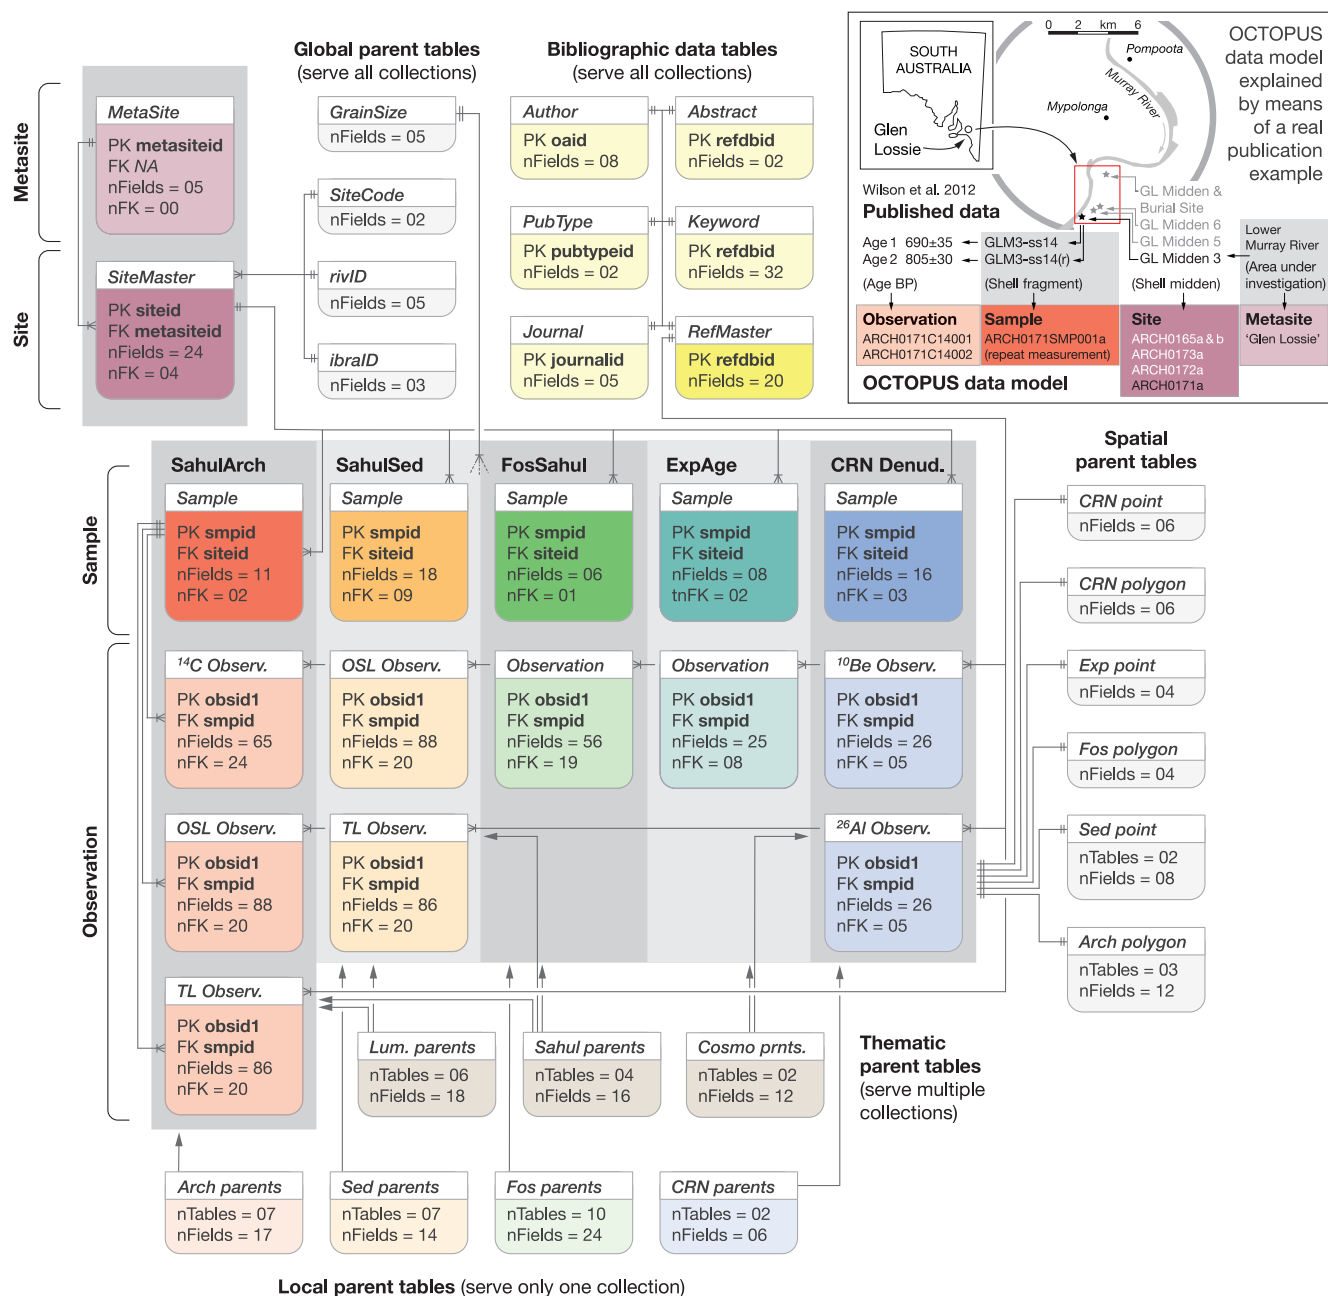 Global parent tables
(serve all collections)
Bibliographic data tables
(serve all collections)
Metasite
Site
MetaSite
PK metasiteid
FK NA
nFields = 05
nFK = 00
SiteMaster
PK siteid
FK metasiteid
nFields = 24
nFK = 04
GrainSize
nFields = 05
SiteCode
nFields = 02
rivID
nFields = 05
ibraID
nFields = 03
Author
PK oaid
nFields = 08
Abstract
PK refdbid
nFields = 02
PubType
PK pubtypeid
nFields = 02
Keyword
PK refdbid
nFields = 32
Journal
PK journalid
nFields = 05
RefMaster
PK refdbid
nFields = 20
0 2 km 6
SOUTH
AUSTRALIA
Glen
Lossie
Pompoota
Murray River
Mypolonga
OCTOPUS
data model
explained
by means
of a real
publication
example
Wilson et al. 2012
Published data
GL Midden &
Burial Site
GL Midden 6
GL Midden 5
GL Midden 3
Lower
Murray River
Age 1 690±35
GLM3-ss14
Age 2 805±30
GLM3-ss14(r)
(Age BP)
(Shell fragment)
(Shell midden)
(Area under
investigation)
Observation
ARCH0171C14001
ARCH0171C14002
Sample
ARCH0171SMP001a
(repeat measurement)
Site
ARCH0165a & b
ARCH0173a
ARCH0172a
ARCH0171a
Metasite
'Glen Lossie'
OCTOPUS data model
Sample
Observation
SahulArch
SahulSed
FosSahul
ExpAge
CRN Denud.
Sample
PK smpid
FK siteid
nFields = 11
nFK = 02
Sample
PK smpid
FK siteid
nFields = 18
nFK = 09
Sample
PK smpid
FK siteid
nFields = 06
nFK = 01
Sample
PK smpid
FK siteid
nFields = 08
tnFK = 02
Sample
PK smpid
FK siteid
nFields = 16
nFK = 03
14C Observ.
PK obsid1
FK smpid
nFields = 65
nFK = 24
OSL Observ.
PK obsid1
FK smpid
nFields = 88
nFK = 20
Observation
PK obsid1
FK smpid
nFields = 56
nFK = 19
Observation
PK obsid1
FK smpid
nFields = 25
nFK = 08
10Be Observ.
PK obsid1
FK smpid
nFields = 26
nFK = 05
OSL Observ.
PK obsid1
FK smpid
nFields = 88
nFK = 20
TL Observ.
PK obsid1
FK smpid
nFields = 86
nFK = 20
26Al Observ.
PK obsid1
FK smpid
nFields = 26
nFK = 05
TL Observ.
PK obsid1
FK smpid
nFields = 86
nFK = 20
Spatial
parent tables
CRN point
nFields = 06
CRN polygon
nFields = 06
Exp point
nFields = 04
Fos polygon
nFields = 04
Sed point
nTables = 02
nFields = 08
Arch polygon
nTables = 03
nFields = 12
Lum. parents
nTables = 06
nFields = 18
Sahul parents
nTables = 04
nFields = 16
Cosmo prnts.
nTables = 02
nFields = 12
Thematic
parent tables
(serve multiple
collections)
Arch parents
nTables = 07
nFields = 17
Sed parents
nTables = 07
nFields = 14
Fos parents
nTables = 10
nFields = 24
CRN parents
nTables = 02
nFields = 06
Local parent tables (serve only one collection)